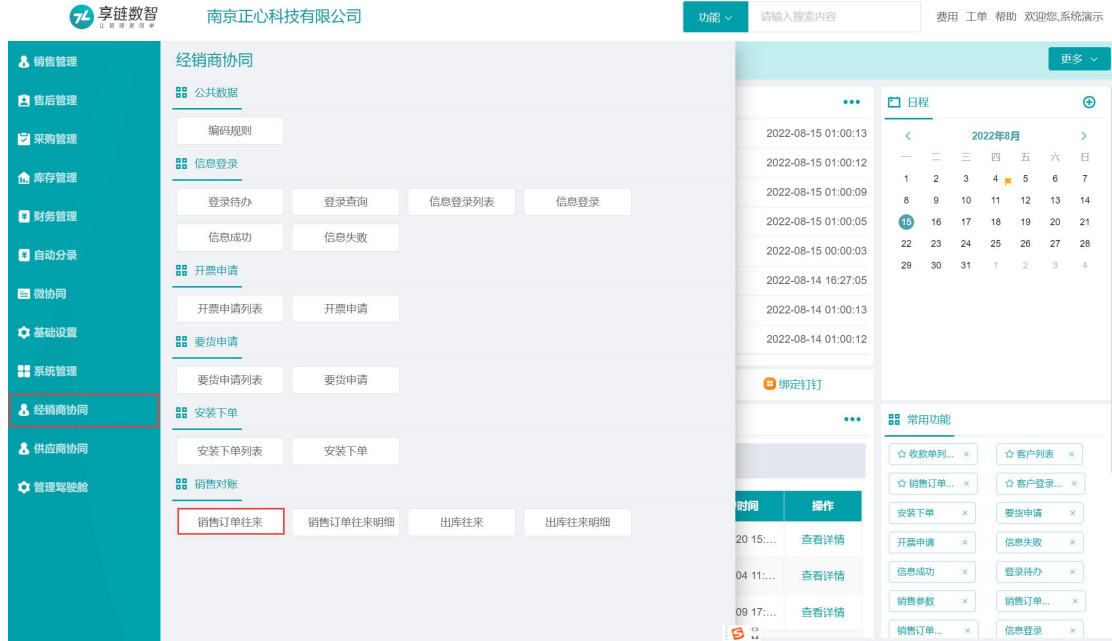 享链数智
让管理更简单
南京正心科技有限公司
功能
请输入搜索内容
费用 工单 帮助 欢迎您,系统演示
销售管理
售后管理
采购管理
库存管理
财务管理
自动分录
微协同
基础设置
系统管理
经销商协同
供应商协同
管理驾驶舱
经销商协同
公共数据
编码规则
信息登录
登录待办 登录查询 信息登录列表 信息登录
信息成功 信息失败
开票申请
开票申请列表 开票申请
要货申请
要货申请列表 要货申请
安装下单
安装下单列表 安装下单
销售对账
销售订单往来 销售订单往来明细 出库往来 出库往来明细
更多
2022-08-15 01:00:13
2022-08-15 01:00:12
2022-08-15 01:00:09
2022-08-15 01:00:05
2022-08-15 00:00:03
2022-08-14 16:27:05
2022-08-14 01:00:13
2022-08-14 01:00:12
绑定钉钉
时间 操作
20 15:... 查看详情
04 11:... 查看详情
09 17:... 查看详情
日程
2022年8月
一 二 三 四 五 六 日
1 2 3 4 5 6 7
8 9 10 11 12 13 14
15 16 17 18 19 20 21
22 23 24 25 26 27 28
29 30 31 1 2 3 4
常用功能
收款单列... × 客户列表 ×
销售订单... × 客户登录... ×
安装下单 × 要货申请 ×
开票申请 × 信息失败 ×
信息成功 × 登录待办 ×
销售参数 × 销售订单... ×
销售订单... × 信息登录 ×